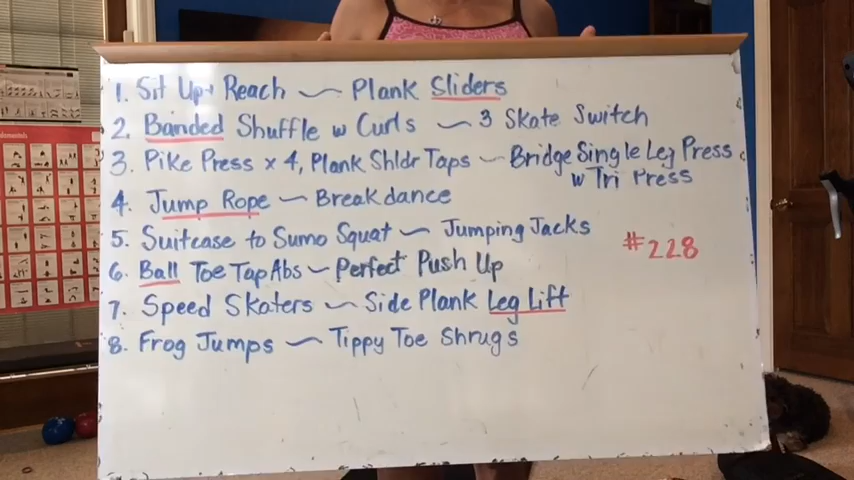 1. Sit Up + Reach ~ Plank Sliders
2. Banded Shuffle w Curls ~ 3 Skate Switch
3. Pike Press x 4, Plank Shldr Taps ~ Bridge Single Leg Press
w Tri Press
4. Jump Rope ~ Breakdance
5. Suitcase to Sumo Squat ~ Jumping Jacks
#228
6. Ball Toe Tap Abs ~ Perfect Push Up
7. Speed Skaters ~ Side Plank Leg Lift
8. Frog Jumps ~ Tippy Toe Shrugs